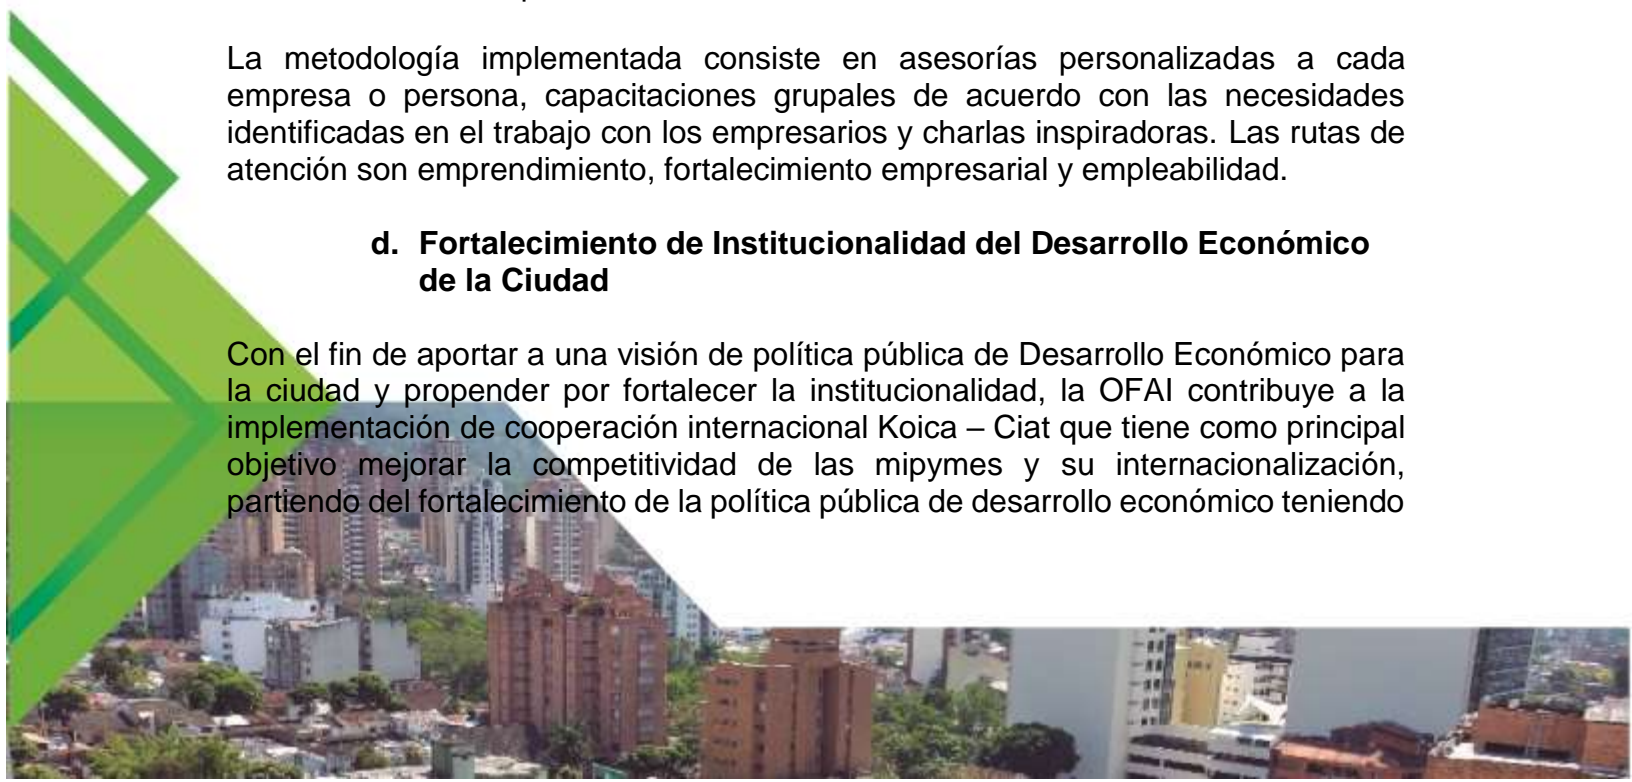 La metodología implementada consiste en asesorías personalizadas a cada
empresa o persona, capacitaciones grupales de acuerdo con las necesidades
identificadas en el trabajo con los empresarios y charlas inspiradoras. Las rutas de
atención son emprendimiento, fortalecimiento empresarial y empleabilidad.
d. Fortalecimiento de Institucionalidad del Desarrollo Económico
de la Ciudad
Con el fin de aportar a una visión de política pública de Desarrollo Económico para
la ciudad y propender por fortalecer la institucionalidad, la OFAI contribuye a la
implementación de cooperación internacional Koica – Ciat que tiene como principal
objetivo mejorar la competitividad de las mipymes y su internacionalización,
partiendo del fortalecimiento de la política pública de desarrollo económico teniendo